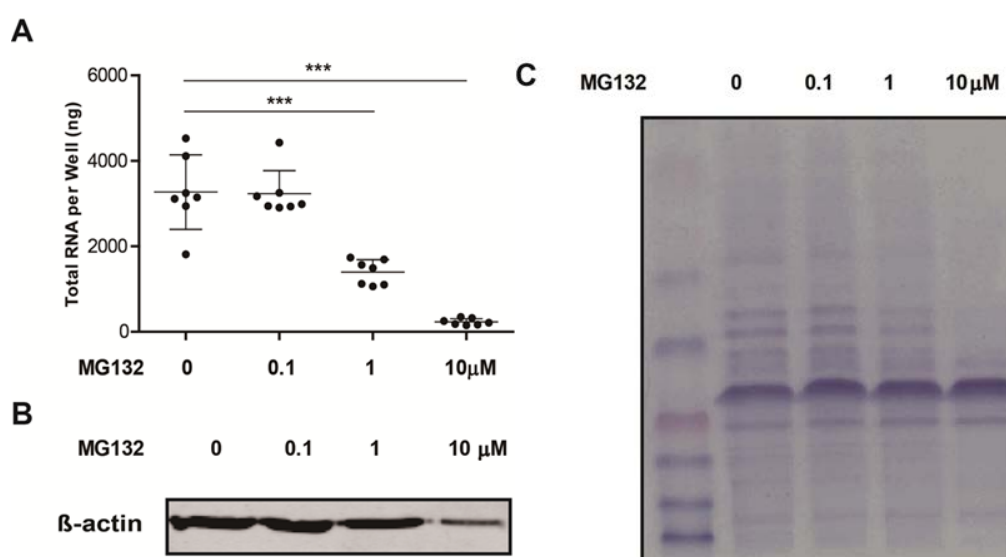 A
***
***
6000
4000
2000
0
Total RNA per Well (ng)
MG132 0 0.1 1 10μM
B
MG132 0 0.1 1 10 μM
ß-actin
C
MG132 0 0.1 1 10μM